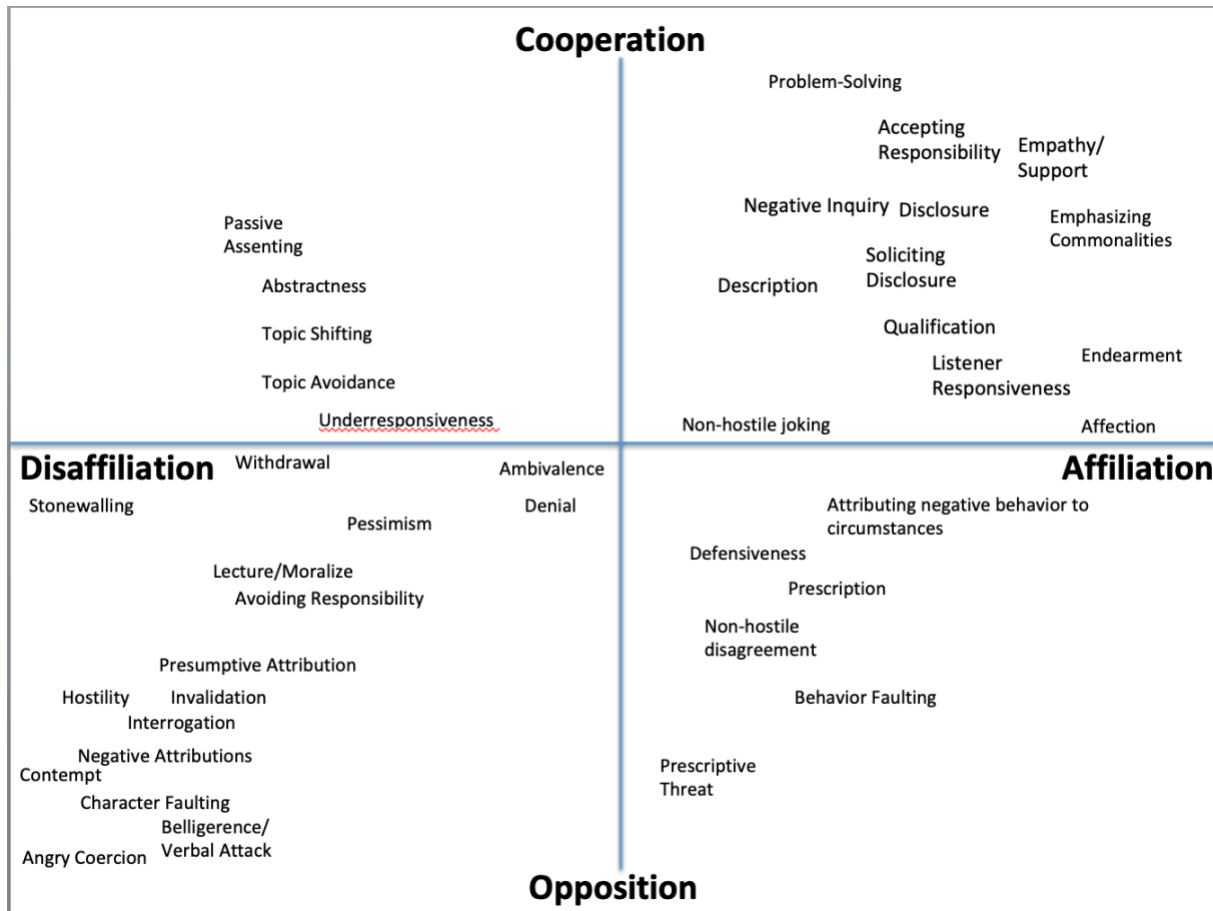 Cooperation
Problem-Solving
Accepting
Responsibility
Empathy/
Support
Passive
Assenting
Negative Inquiry
Disclosure
Emphasizing
Commonalities
Abstractness
Description
Soliciting
Disclosure
Topic Shifting
Qualification
Topic Avoidance
Listener
Responsiveness
Endearment
Underresponsiveness
Non-hostile joking
Affection
Disaffiliation
Withdrawal
Ambivalence
Affiliation
Stonewalling
Pessimism
Denial
Attributing negative behavior to
circumstances
Defensiveness
Lecture/Moralize
Avoiding Responsibility
Prescription
Non-hostile
disagreement
Presumptive Attribution
Hostility
Invalidation
Behavior Faulting
Interrogation
Negative Attributions
Contempt
Prescriptive
Threat
Character Faulting
Belligerence/
Verbal Attack
Angry Coercion
Opposition